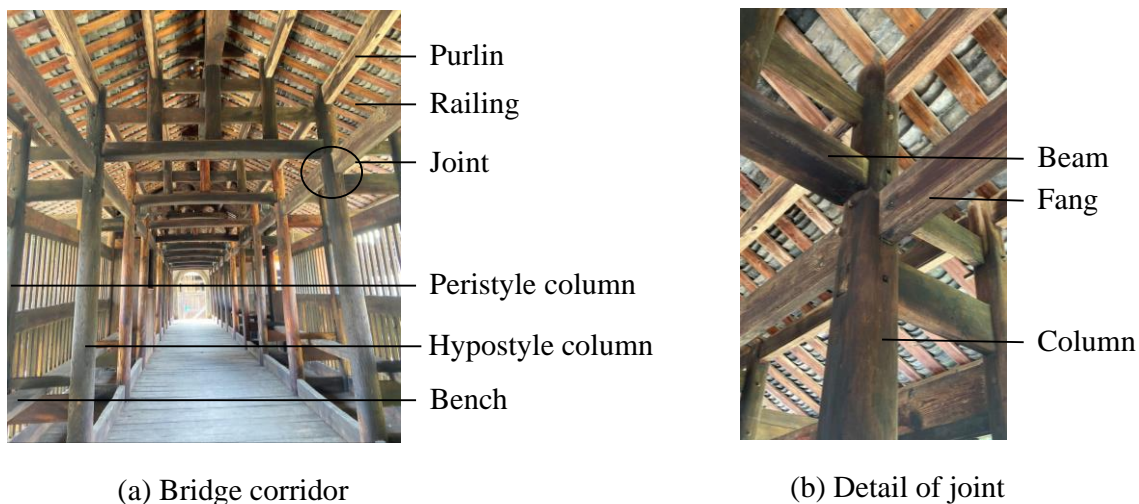 Purlin
Railing
Joint
Peristyle column
Hypostyle column
Bench
(a) Bridge corridor
Beam
Fang
Column
(b) Detail of joint